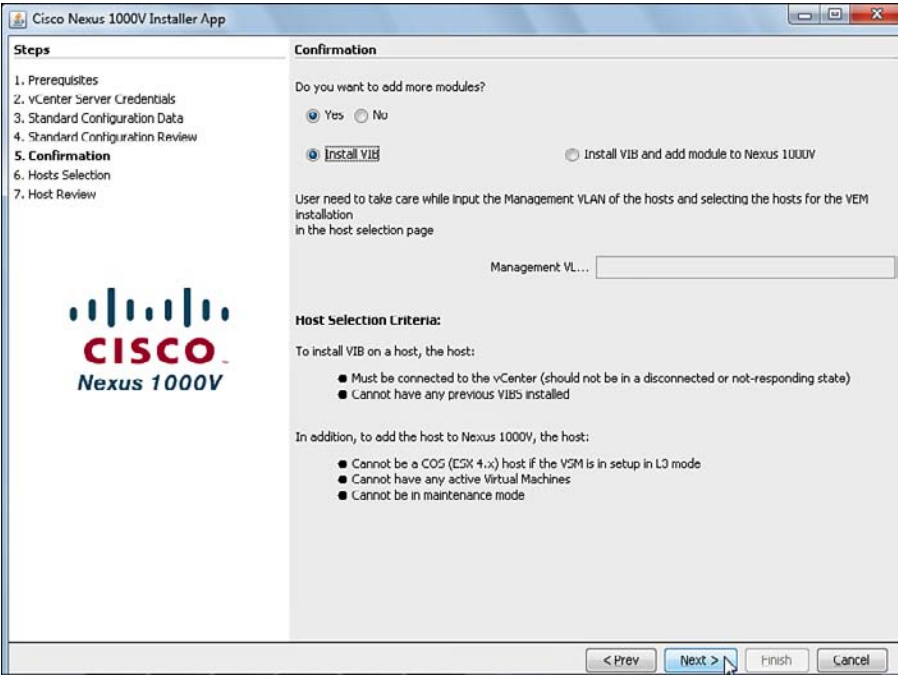 Cisco Nexus 1000V Installer App
Steps
1. Prerequisites
2. vCenter Server Credentials
3. Standard Configuration Data
4. Standard Configuration Review
5. Confirmation
6. Hosts Selection
7. Host Review
CISCO
Nexus 1000V
Confirmation
Do you want to add more modules?
Yes No
Install VIB Install VIB and add module to Nexus 1000V
User need to take care while input the Management VLAN of the hosts and selecting the hosts for the VEM
installation
in the host selection page
Management VL...
Host Selection Criteria:
To install VIB on a host, the host:
● Must be connected to the vCenter (should not be in a disconnected or not-responding state)
● Cannot have any previous VIBS installed
In addition, to add the host to Nexus 1000V, the host:
● Cannot be a COS (ESX 4.x) host if the VSM is in setup in L3 mode
● Cannot have any active Virtual Machines
● Cannot be in maintenance mode
< Prev Next > Finish Cancel